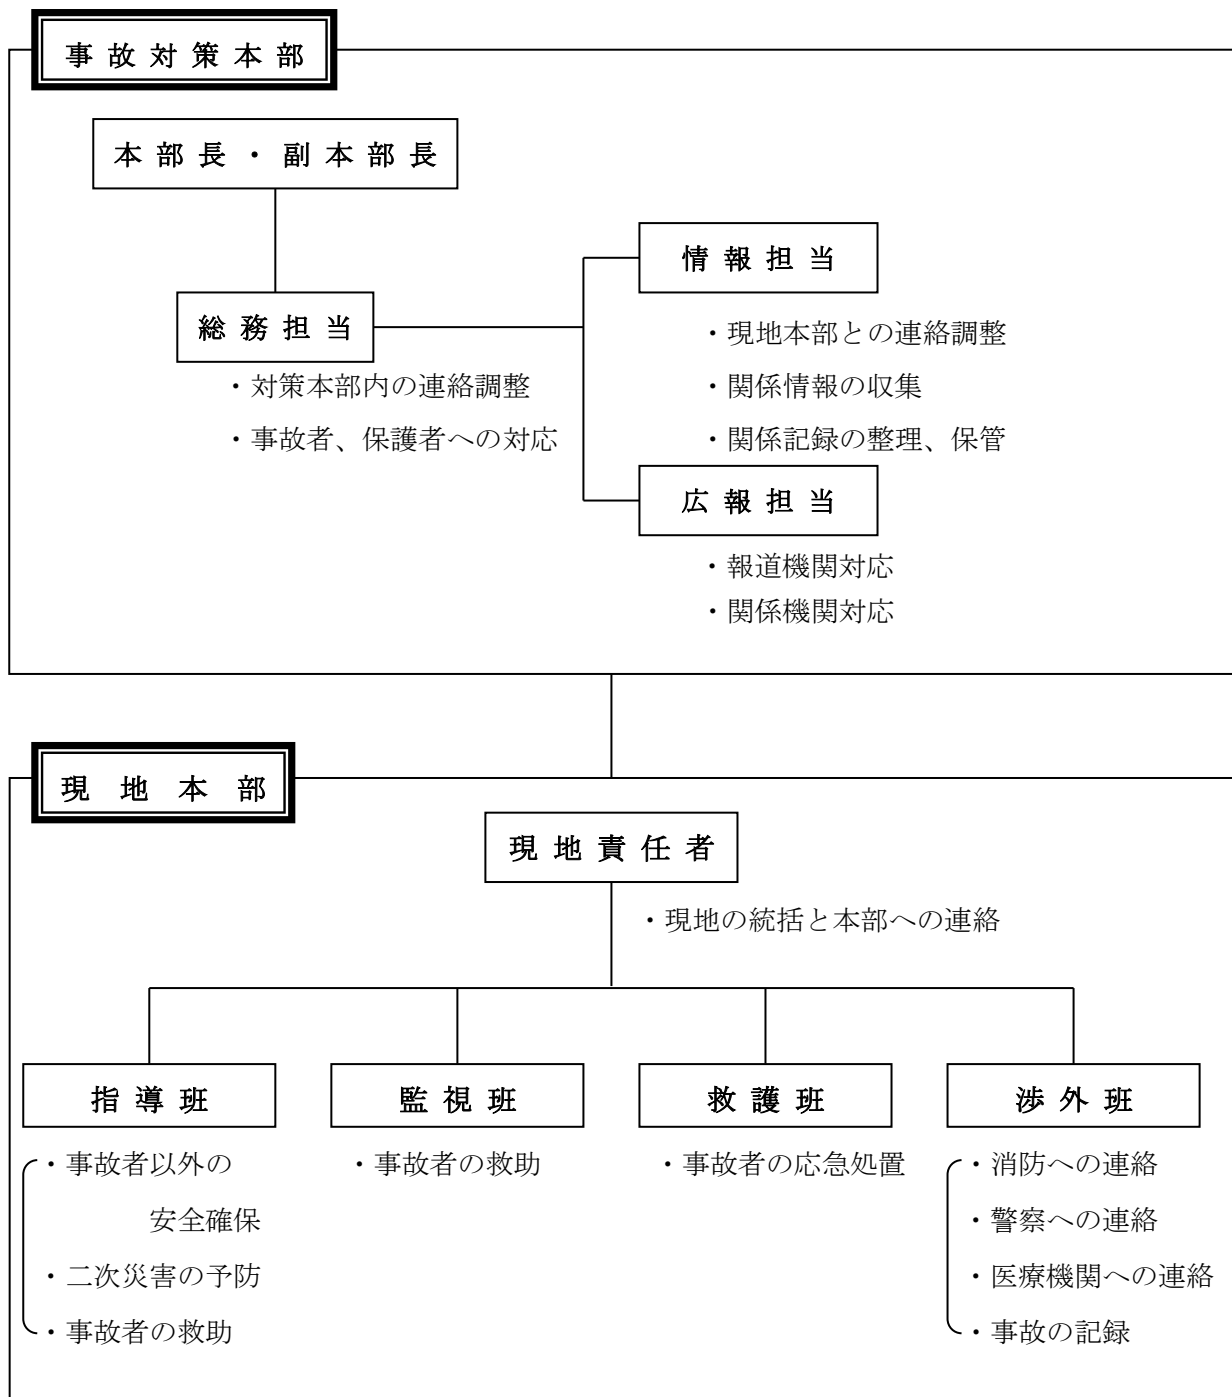 事故対策本部
本部長・副本部長
情報担当
総務担当
・現地本部との連絡調整
・対策本部内の連絡調整
・関係情報の収集
・事故者、保護者への対応
・関係記録の整理、保管
広報担当
・報道機関対応
・関係機関対応
現地本部
現地責任者
・現地の統括と本部への連絡
指導班
監視班
救護班
渉外班
・事故者以外の
安全確保
・二次災害の予防
・事故者の救助
・事故者の救助
・事故者の応急処置
・消防への連絡
・警察への連絡
・医療機関への連絡
・事故の記録